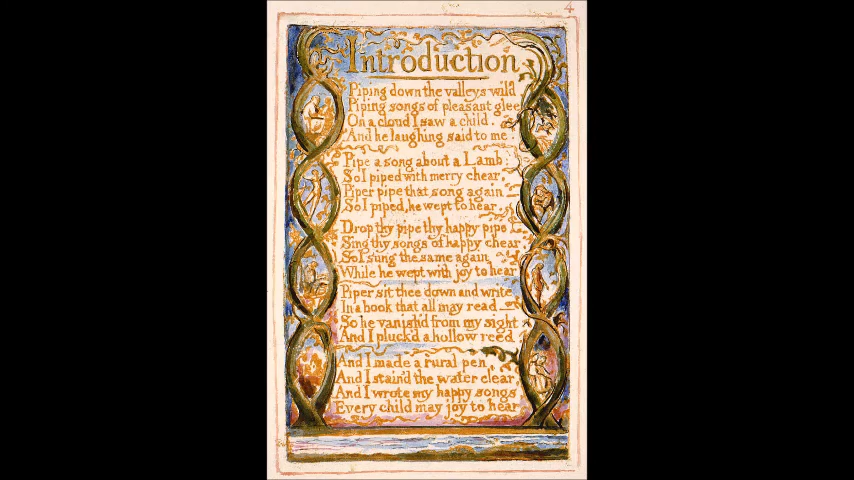 4
Introduction
Piping down the valleys wild
Piping songs of pleasant glee
On a cloud I saw a child.
And he laughing said to me.
Pipe a song about a Lamb:
So I piped with merry chear,
Piper pipe that song again—
So I piped, he wept to hear.
Drop thy pipe thy happy pipe
Sing thy songs of happy chear
So I sung the same again
While he wept with joy to hear
Piper sit thee down and write
In a book that all may read—
So he vanish'd from my sight
And I pluck'd a hollow reed.
And I made a rural pen,
And I stain'd the water clear,
And I wrote my happy songs
Every child may joy to hear